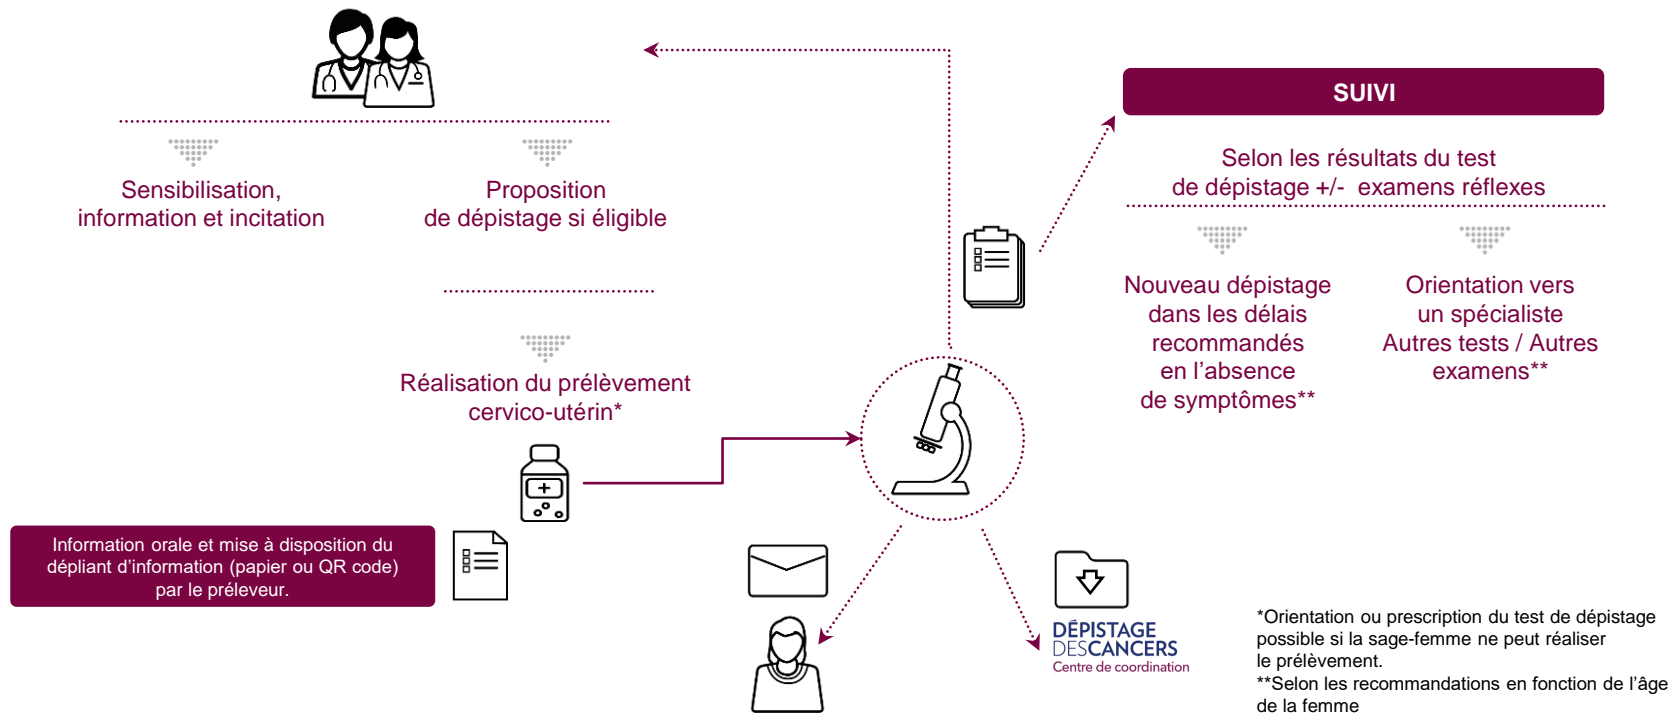 Sensibilisation,
information et incitation
Proposition
de dépistage si éligible
Réalisation du prélèvement
cervico-utérin*
Information orale et mise à disposition du
dépliant d'information (papier ou QR code)
par le préleveur.
DÉPISTAGE
DESCANCERS
Centre de coordination
SUIVI
Selon les résultats du test
de dépistage +/- examens réflexes
Nouveau dépistage
dans les délais
recommandés
en l'absence
de symptômes**
Orientation vers
un spécialiste
Autres tests / Autres
examens**
*Orientation ou prescription du test de dépistage
possible si la sage-femme ne peut réaliser
le prélèvement.
**Selon les recommandations en fonction de l'âge
de la femme